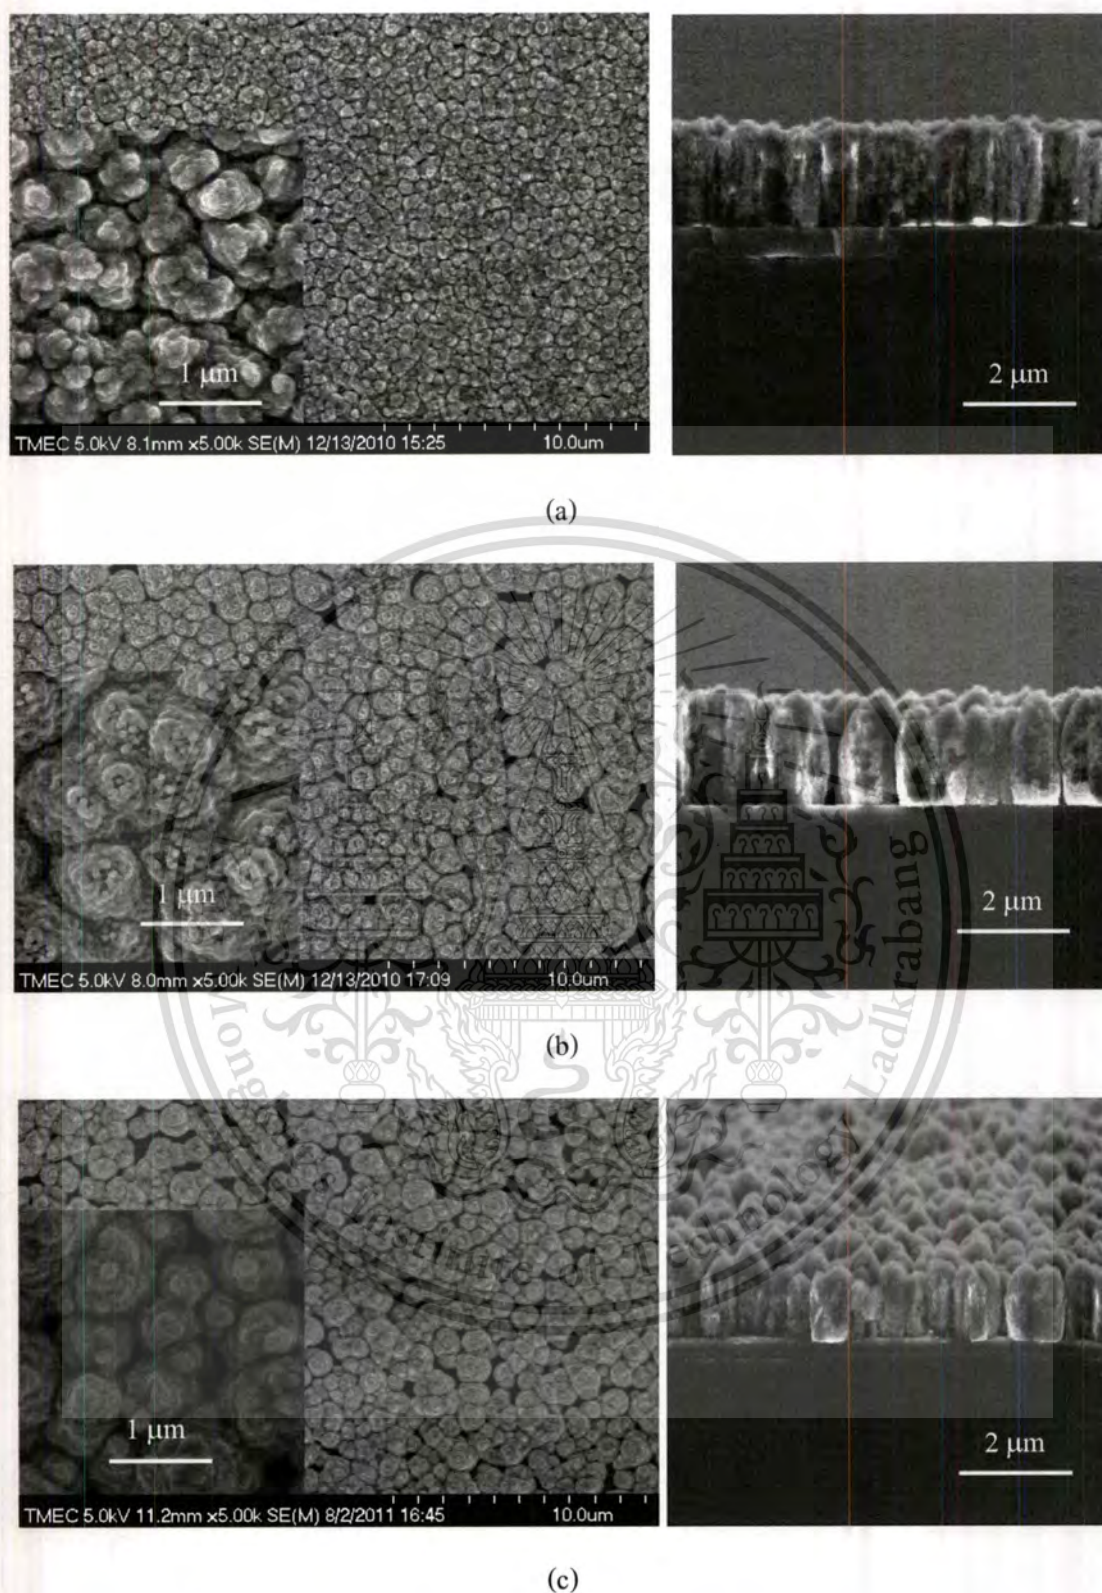 1 μm
2 μm
TMEC 5.0kV 8.1mm x5.00k SE(M) 12/13/2010 15:25 10.0um
(a)
1 μm
2 μm
TMEC 5.0kV 8.0mm x5.00k SE(M) 12/13/2010 17:09 10.0um
(b)
Ladkrabang
1 μm
2 μm
TMEC 5.0kV 11.2mm x5.00k SE(M) 8/2/2011 16:45 10.0um
(c)